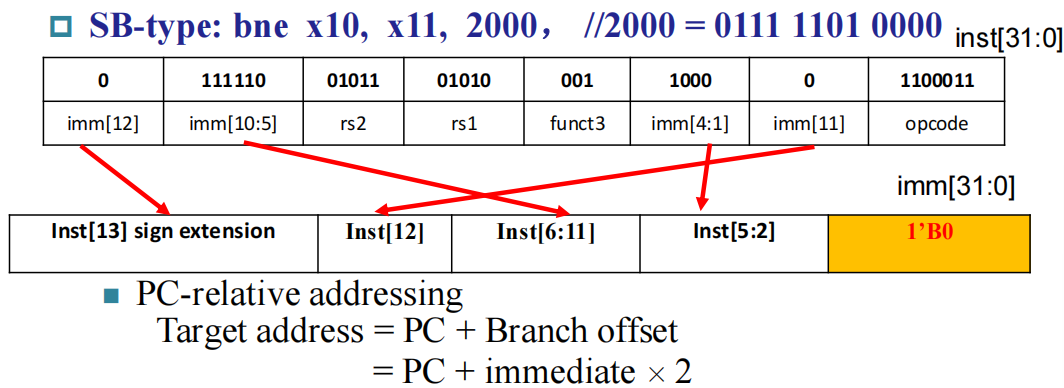 SB-type: bne x10, x11, 2000， //2000 = 0111 1101 0000 inst[31:0]
0 111110 01011 01010 001 1000 0 1100011
imm[12] imm[10:5] rs2 rs1 funct3 imm[4:1] imm[11] opcode
imm[31:0]
Inst[13] sign extension Inst[12] Inst[6:11] Inst[5:2] 1’B0
PC-relative addressing
Target address = PC + Branch offset
= PC + immediate × 2